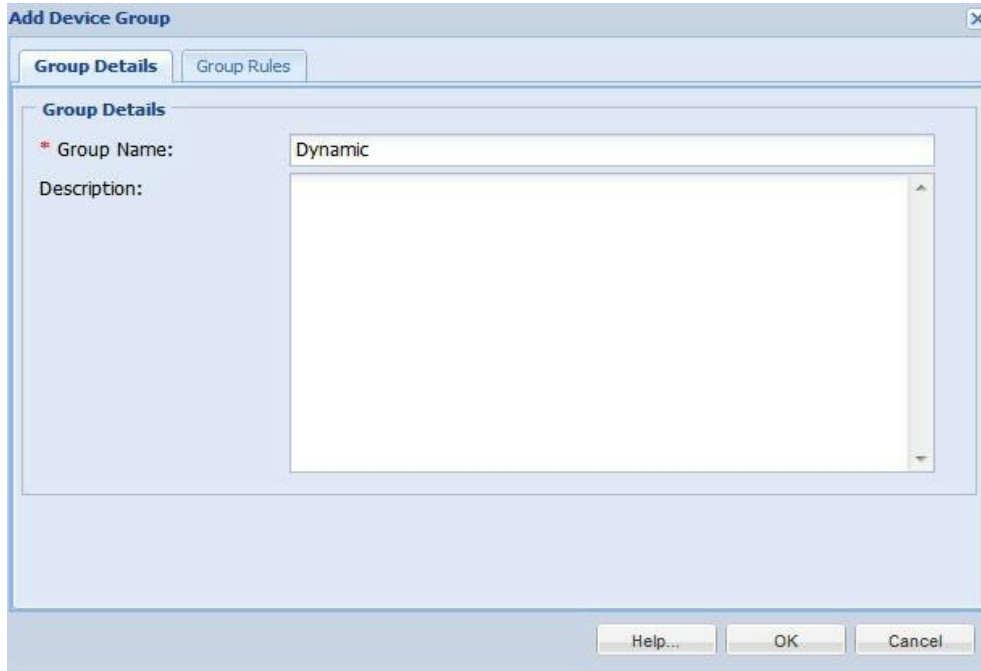 Add Device Group
Group Details Group Rules
Group Details
* Group Name: Dynamic
Description:
Help... OK Cancel